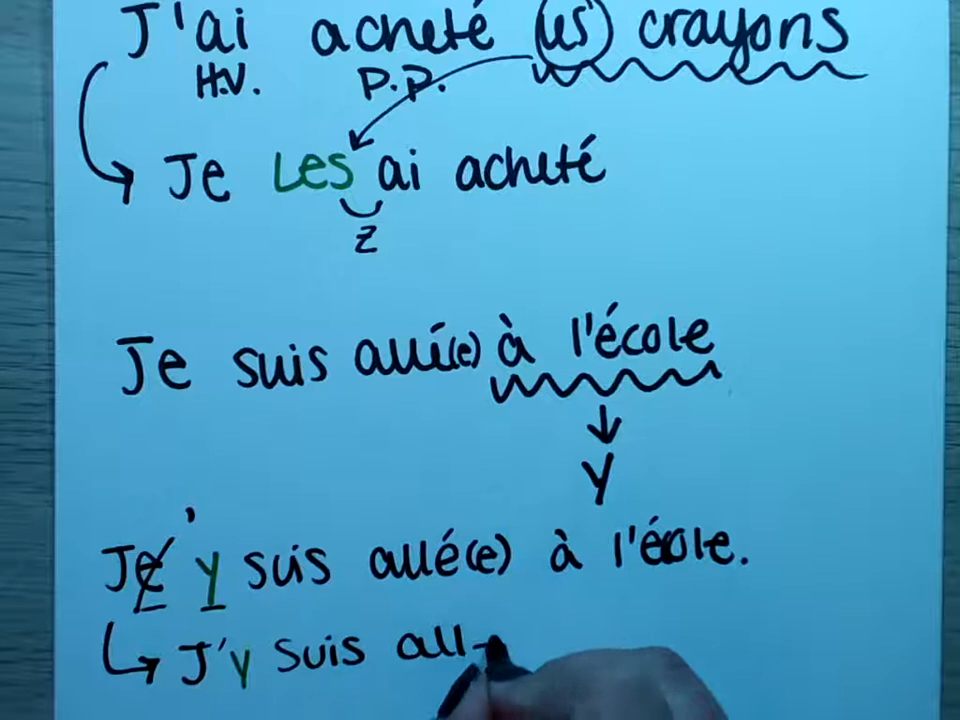 J'ai acheté (les) crayons
H.V. P.P.
Je les ai acheté
z
Je suis allé(e) à l'école
y
Je' y suis allé(e) à l'école.
J'y suis all